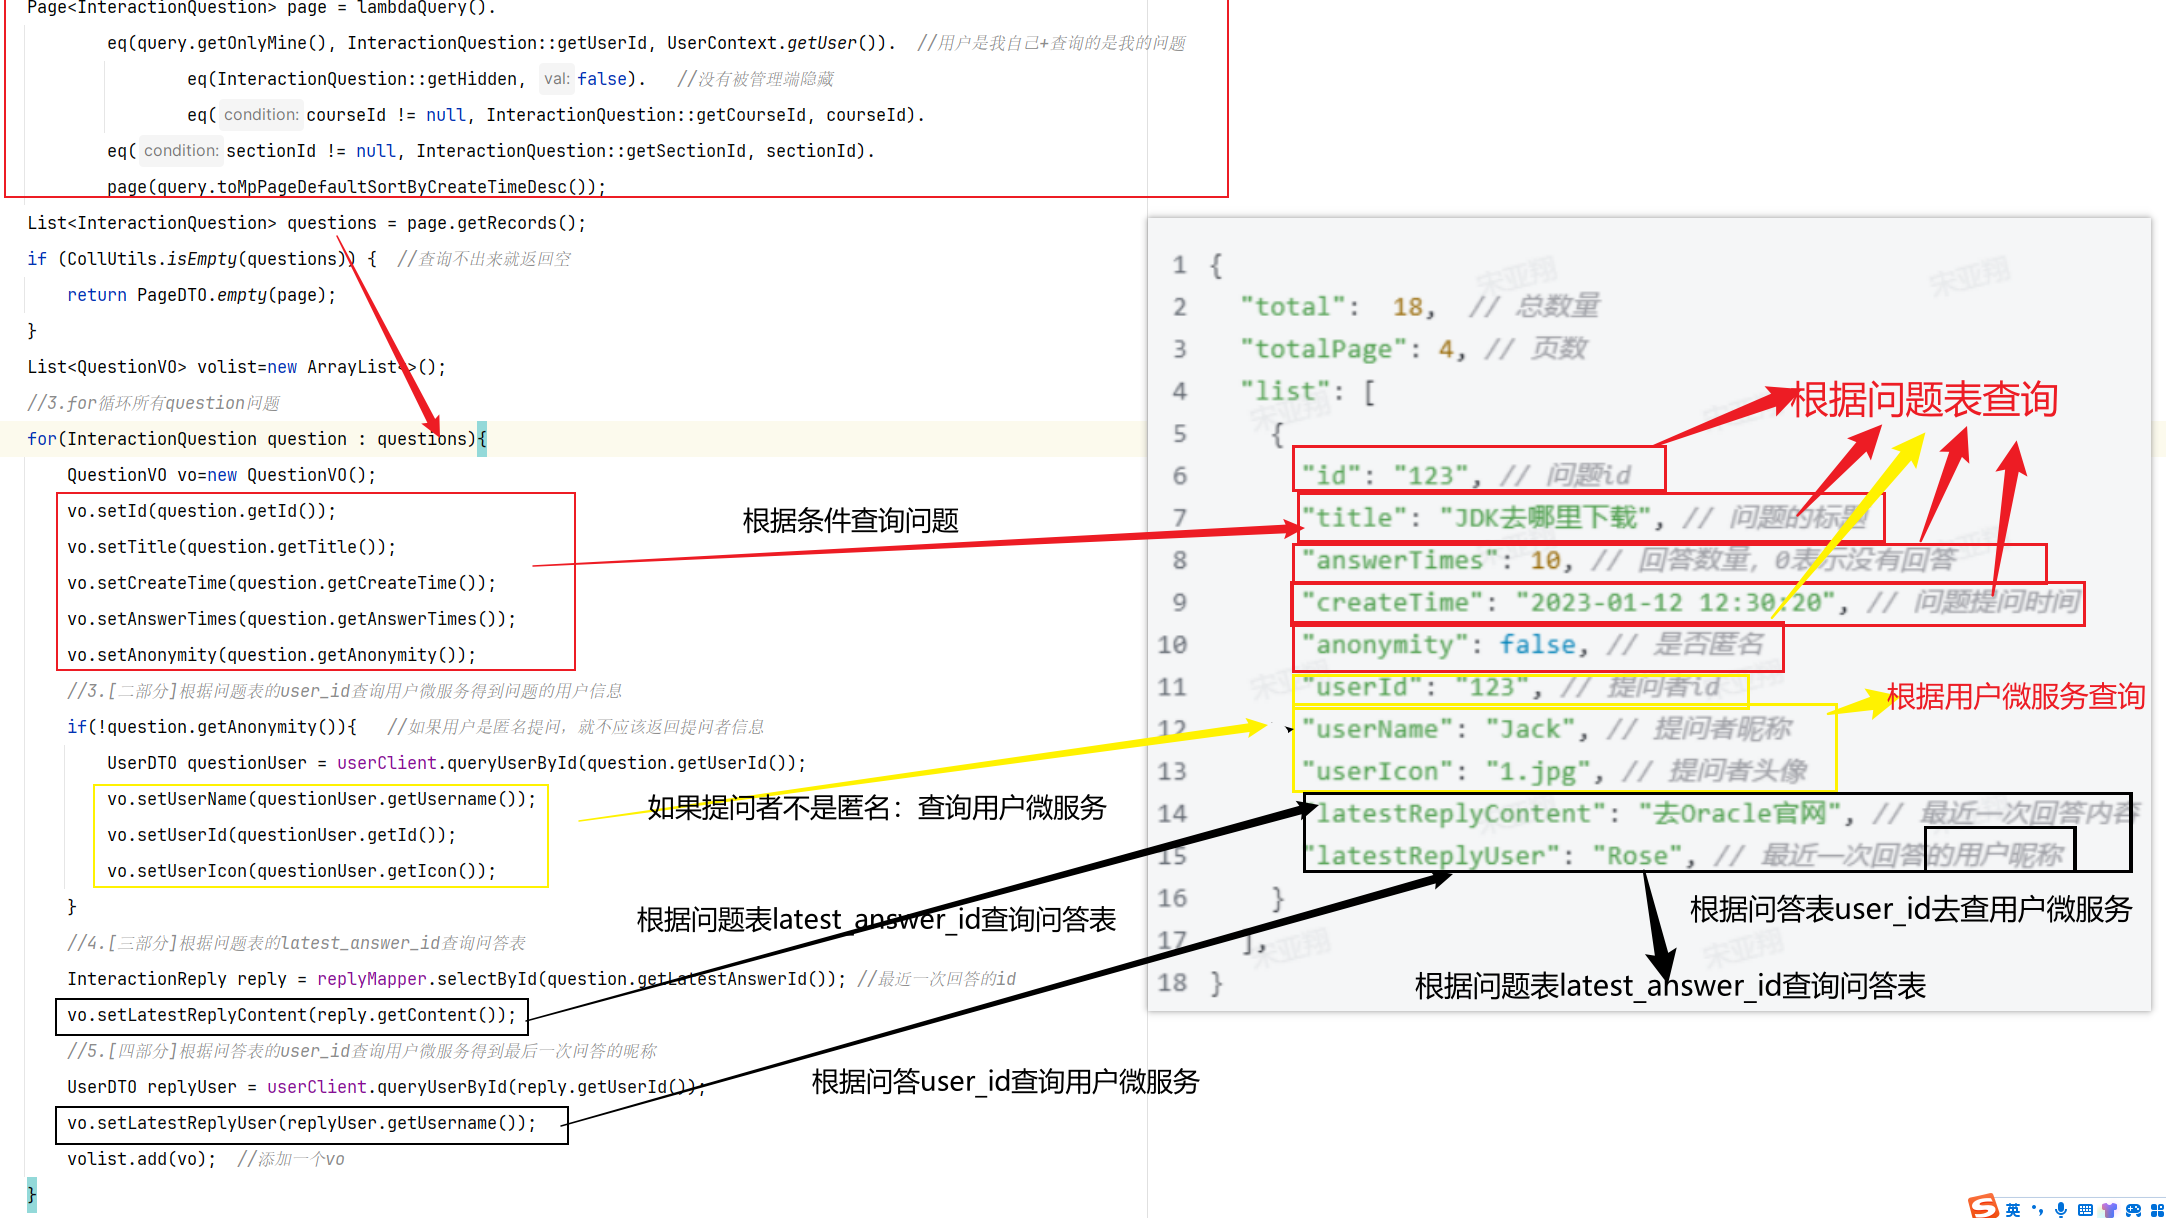 Page<InteractionQuestion> page = lambdaQuery().
eq(query.getOnlyMine(), InteractionQuestion::getUserId, UserContext.getUser()).  //用户是我自己+查询的是我的问题
eq(InteractionQuestion::getHidden, val: false).   //没有被管理端隐藏
eq( condition: courseId != null, InteractionQuestion::getCourseId, courseId).
eq( condition: sectionId != null, InteractionQuestion::getSectionId, sectionId).
page(query.toMpPageDefaultSortByCreateTimeDesc());
List<InteractionQuestion> questions = page.getRecords();
if (CollUtils.isEmpty(questions)) {  //查询不出来就返回空
return PageDTO.empty(page);
}
List<QuestionVO> volist=new ArrayList<>();
//3.for循环所有question问题
for(InteractionQuestion question : questions){
QuestionVO vo=new QuestionVO();
vo.setId(question.getId());
vo.setTitle(question.getTitle());
vo.setCreateTime(question.getCreateTime());
vo.setAnswerTimes(question.getAnswerTimes());
vo.setAnonymity(question.getAnonymity());
//3.[二部分]根据问题表的user_id查询用户微服务得到问题的用户信息
if(!question.getAnonymity()){   //如果用户是匿名提问，就不应该返回提问者信息
UserDTO questionUser = userClient.queryUserById(question.getUserId());
vo.setUserName(questionUser.getUsername());
vo.setUserId(questionUser.getId());
vo.setUserIcon(questionUser.getIcon());
}
//4.[三部分]根据问题表的latest_answer_id查询问答表
InteractionReply reply = replyMapper.selectById(question.getLatestAnswerId()); //最近一次回答的id
vo.setLatestReplyContent(reply.getContent());
//5.[四部分]根据问答表的user_id查询用户微服务得到最后一次问答的昵称
UserDTO replyUser = userClient.queryUserById(reply.getUserId());
vo.setLatestReplyUser(replyUser.getUsername());
volist.add(vo);  //添加一个vo
}
根据条件查询问题
如果提问者不是匿名：查询用户微服务
根据问题表latest_answer_id查询问答表
根据问答user_id查询用户微服务
1 {
2 "total":  18,  // 总数量
3 "totalPage": 4, // 页数
4 "list": [
5 {
6 "id": "123", // 问题id
7 "title": "JDK去哪里下载", // 问题的标题
8 "answerTimes": 10, // 回答数量，0表示没有回答
9 "createTime": "2023-01-12 12:30:20", // 问题提问时间
10 "anonymity": false, // 是否匿名
11 "userId": "123", // 提问者id
12 "userName": "Jack", // 提问者昵称
13 "userIcon": "1.jpg", // 提问者头像
14 "latestReplyContent": "去Oracle官网", // 最近一次回答内容
15 "latestReplyUser": "Rose", // 最近一次回答的用户昵称
16 }
17 ],
18 }
根据问题表查询
根据用户微服务查询
根据问答表user_id去查用户微服务
根据问题表latest_answer_id查询问答表
宋亚翔
宋亚翔
宋亚翔
宋亚翔
宋亚翔
宋亚翔
英